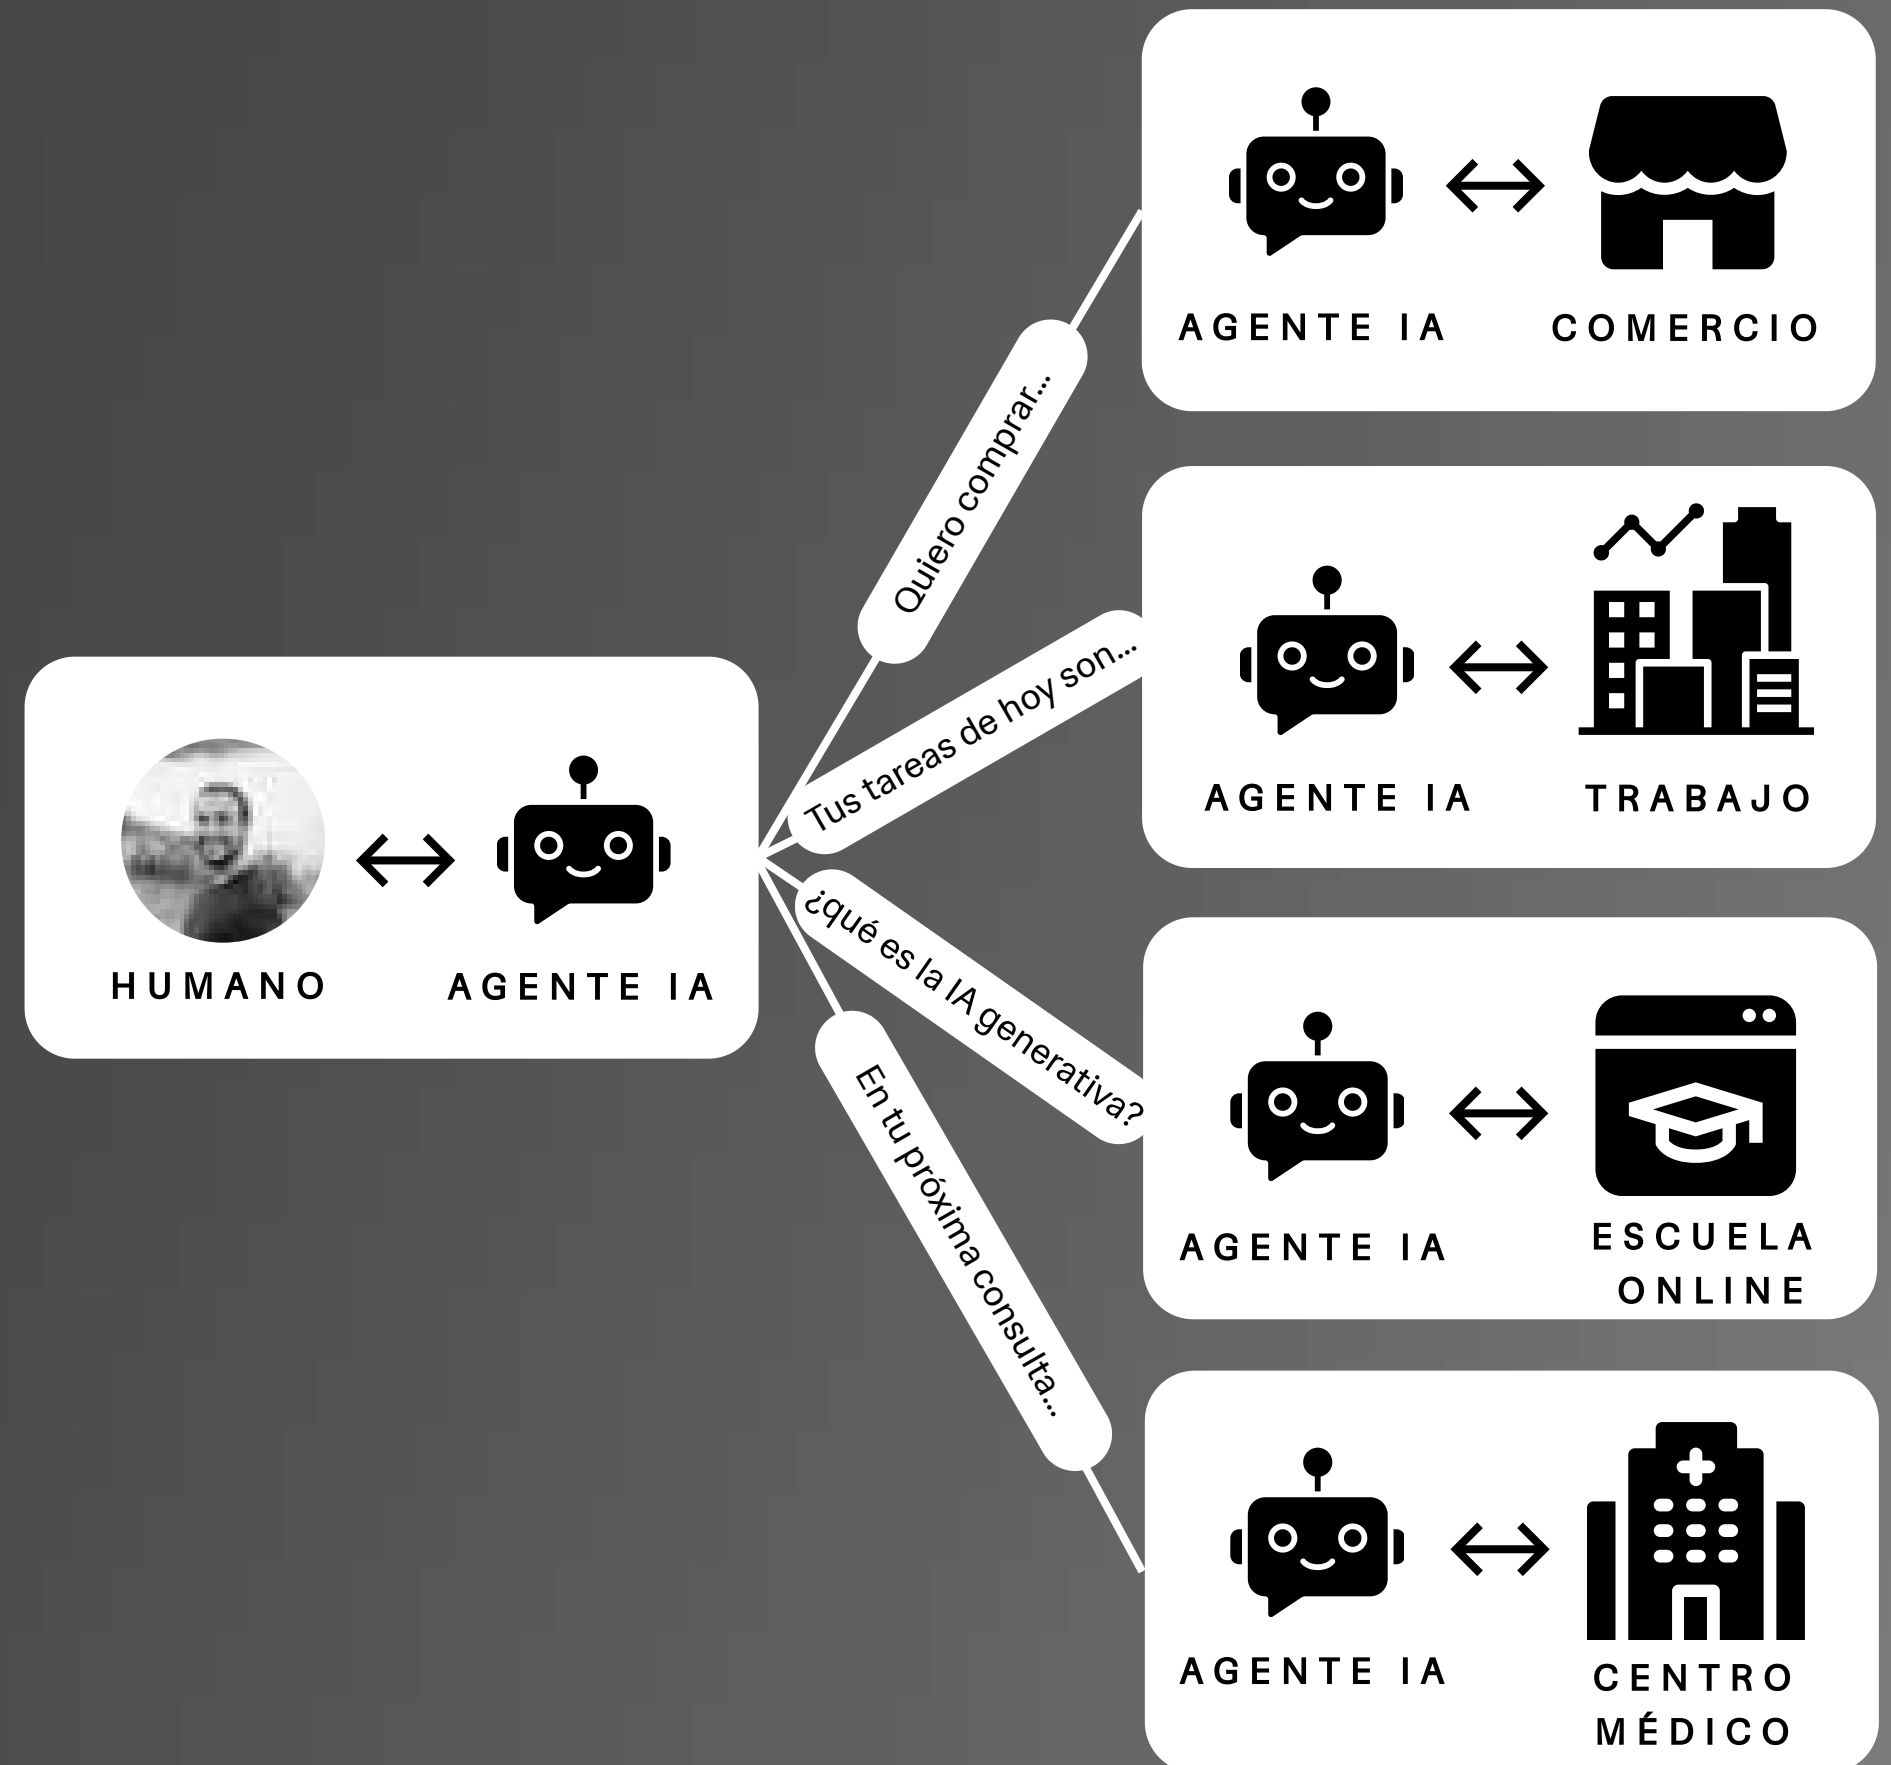 HUMANO
AGENTE IA
Quiero comprar...
Tus tareas de hoy son...
¿qué es la IA generativa?
En tu próxima consulta...
AGENTE IA
COMERCIO
AGENTE IA
TRABAJO
AGENTE IA
ESCUELA
ONLINE
AGENTE IA
CENTRO
MÉDICO